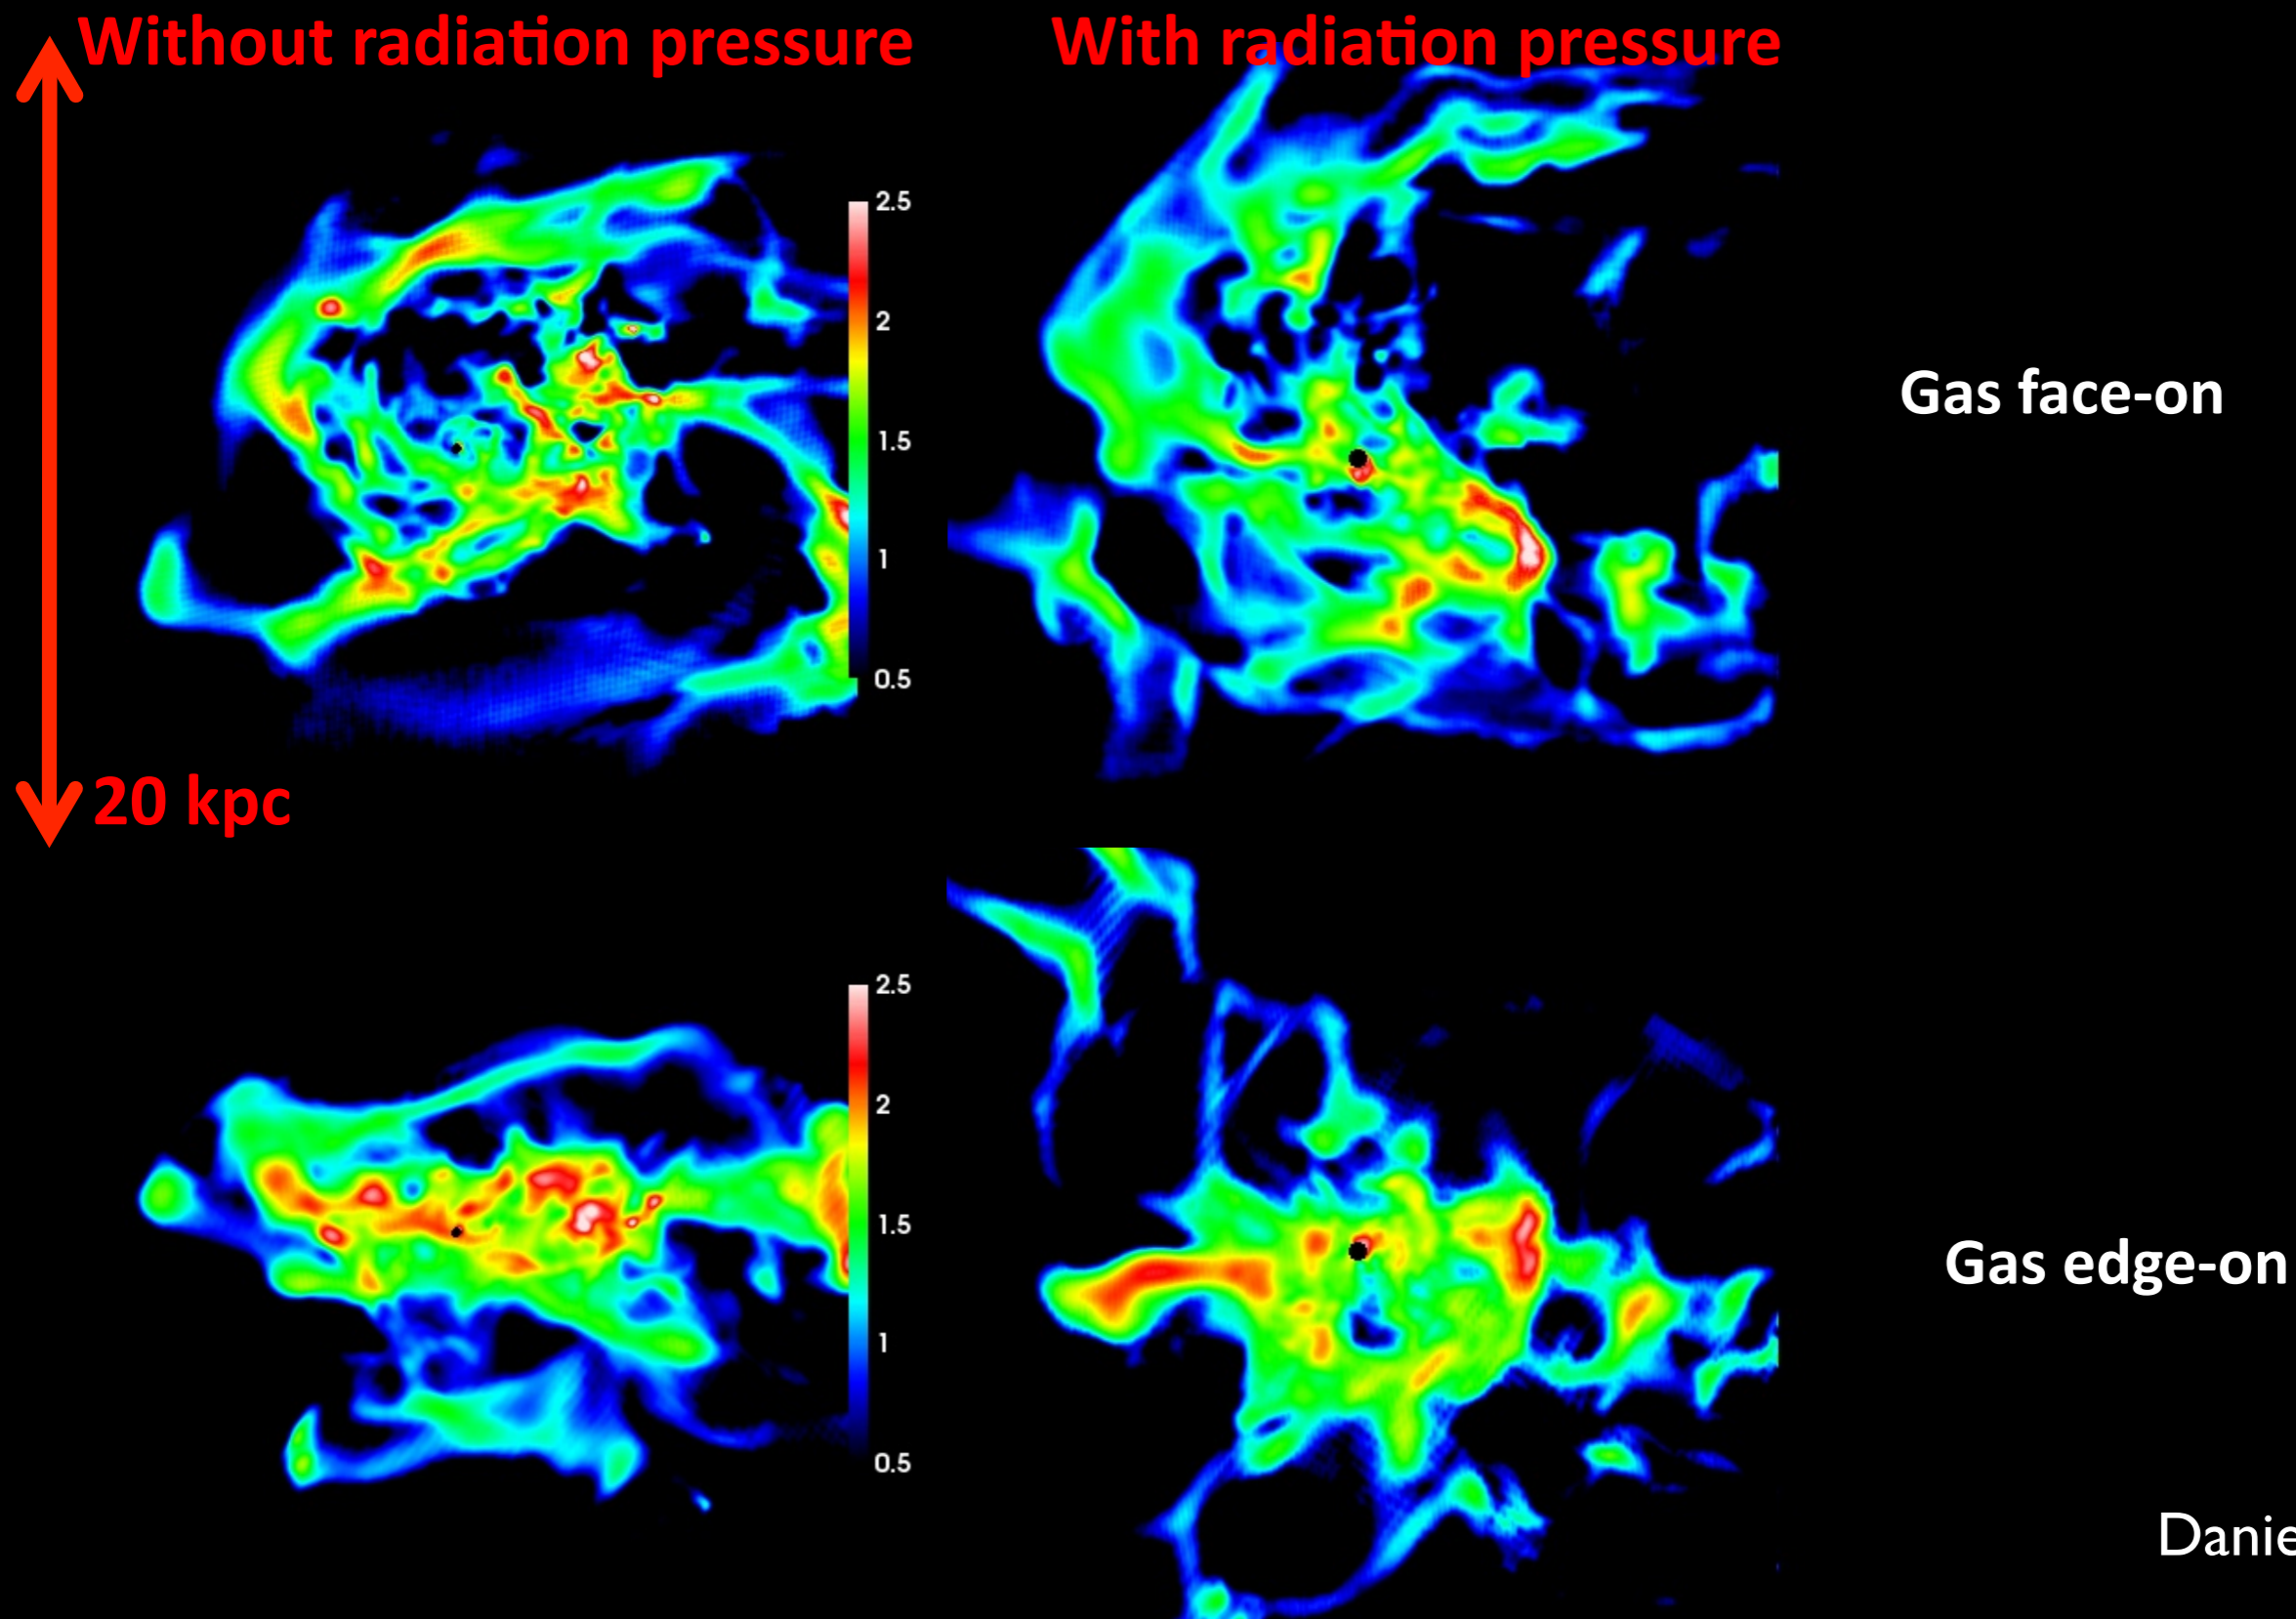 Without radiation pressure
With radiation pressure
2.5
2
1.5
1
0.5
Gas face-on
20 kpc
2.5
2
1.5
1
0.5
Gas edge-on